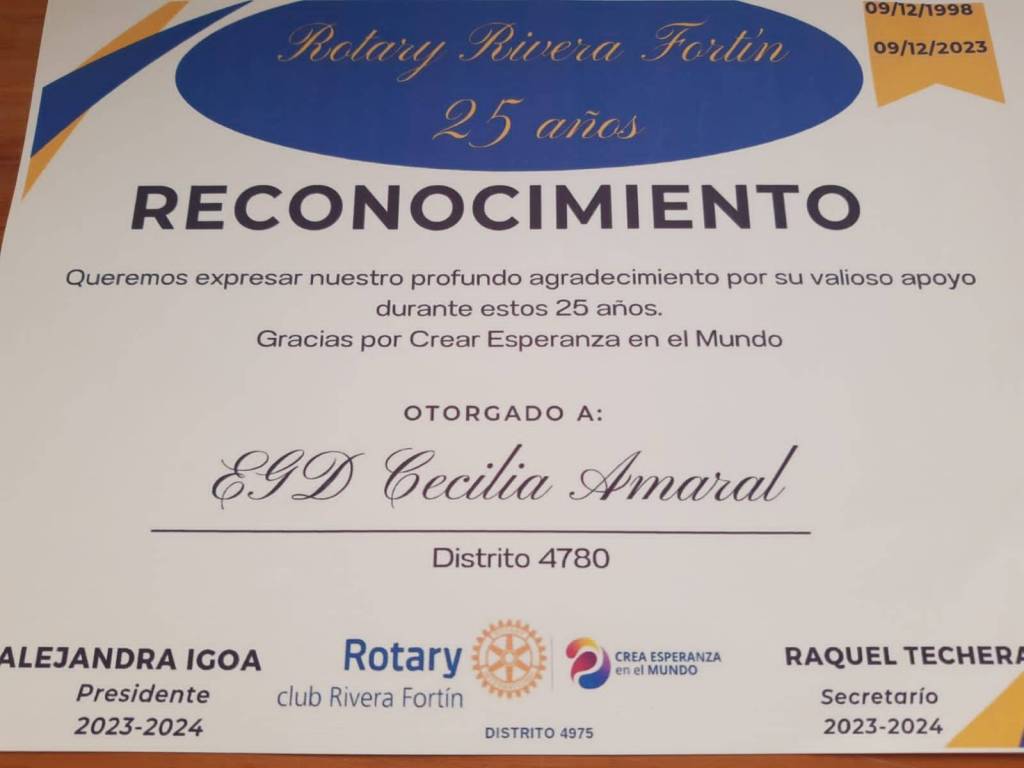 09/12/1998
09/12/2023
Rotary Rivera Fortín
25 años
RECONOCIMIENTO
Queremos expresar nuestro profundo agradecimiento por su valioso apoyo
durante estos 25 años.
Gracias por Crear Esperanza en el Mundo
OTORGADO A:
EGD Cecilia Amaral
Distrito 4780
ALEJANDRA IGOA
Presidente
2023-2024
Rotary
club Rivera Fortín
CREA ESPERANZA
en el MUNDO
DISTRITO 4975
RAQUEL TECHERA
Secretarío
2023-2024